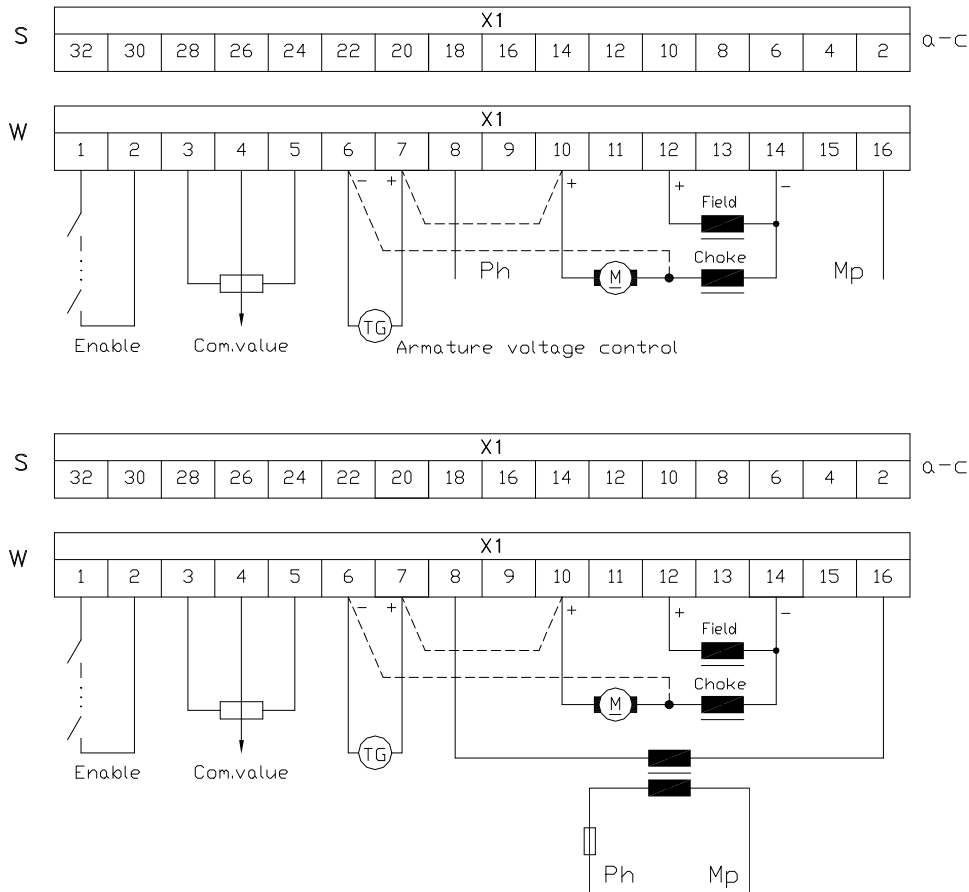 X1
S 32 30 28 26 24 22 20 18 16 14 12 10 8 6 4 2 a-c
X1
W 1 2 3 4 5 6 7 8 9 10 11 12 13 14 15 16
- + + + -
Field
Choke
Ph M Mp
TG
Enable Com.value Armature voltage control
X1
S 32 30 28 26 24 22 20 18 16 14 12 10 8 6 4 2 a-c
X1
W 1 2 3 4 5 6 7 8 9 10 11 12 13 14 15 16
- + + + -
Field
Choke
M
TG
Enable Com.value
Ph Mp